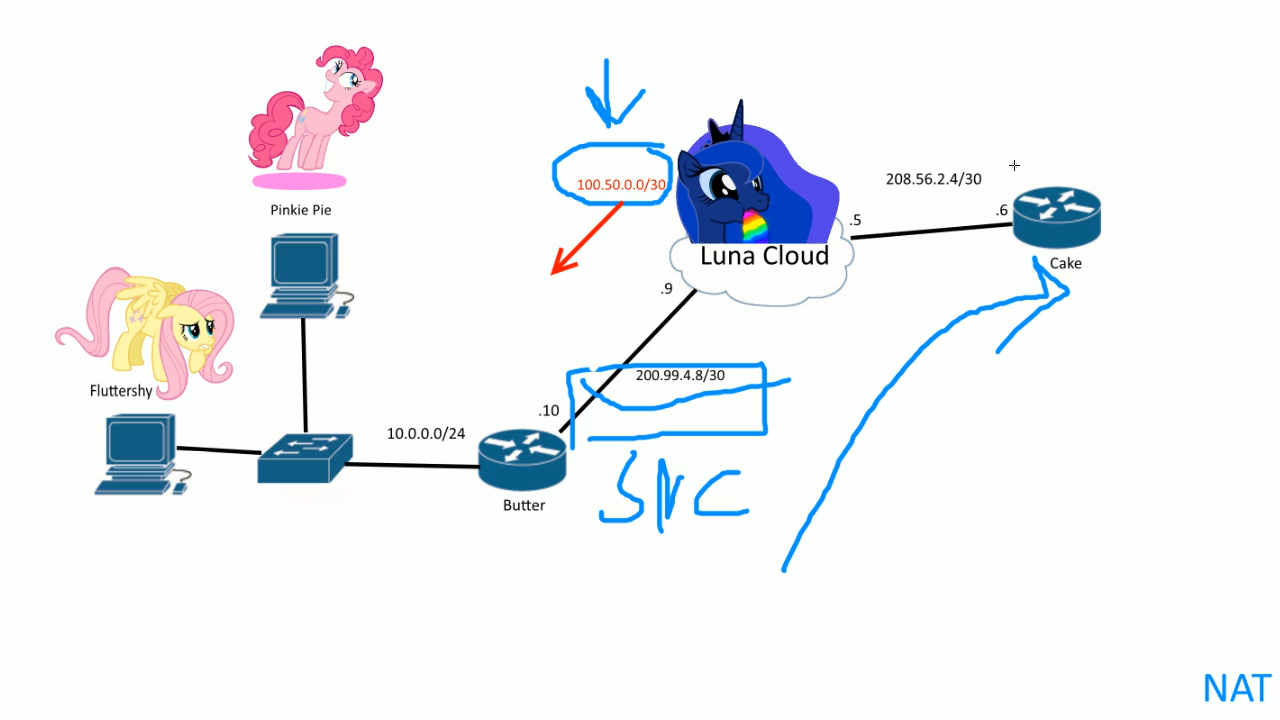 Pinkie Pie
Fluttershy
100.50.0.0/30
Luna Cloud
.5
208.56.2.4/30
.6
Cake
.9
200.99.4.8/30
.10
10.0.0.0/24
Butter
SNC
NAT